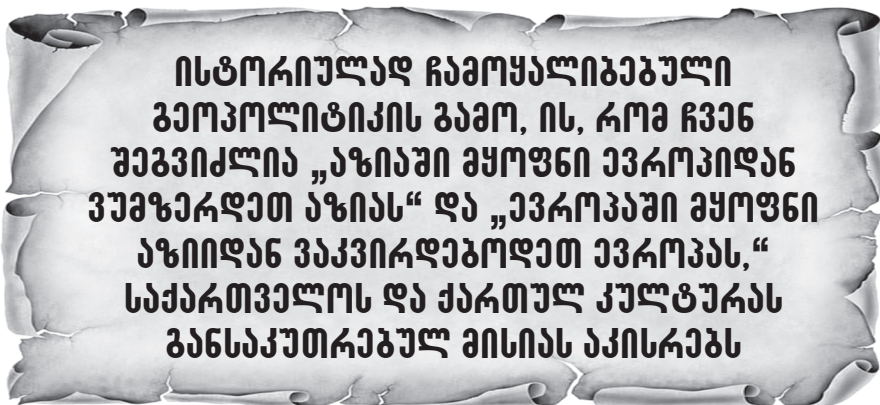 ისტორიულად ჩამოყალიბებული
გეოპოლიტიკის გამო, ის, რომ ჩვენ
შეგვიძლია „აზიაში მყოფნი ევროპიდან
ვუმზერდეთ აზიას“ და „ევროპაში მყოფნი
აზიიდან ვაკვირდებოდეთ ევროპას,“
საქართველოს და ქართულ კულტურას
განსაკუთრებულ მისიას აკისრებს